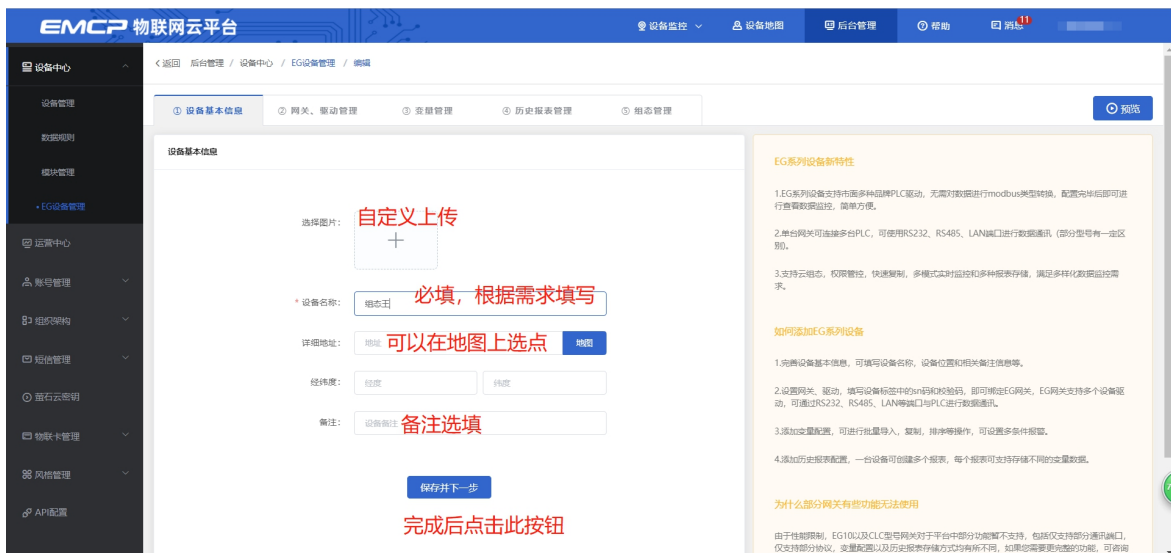 EMCP 物联网云平台
设备监控
设备地图
后台管理
帮助
消息
11
设备中心
设备管理
数据规则
模块管理
EG设备管理
运营中心
账号管理
组织架构
短信管理
萤石云密钥
物联卡管理
风格管理
API配置
<返回 后台管理 / 设备中心 / EG设备管理 / 编辑
① 设备基本信息
② 网关、驱动管理
③ 变量管理
④ 历史报表管理
⑤ 组态管理
预览
设备基本信息
选择图片:
自定义上传
* 设备名称:
组态王
必填，根据需求填写
详细地址:
地址
可以在地图上选点
地图
经纬度:
经度
纬度
备注:
设备备注
备注选填
保存并下一步
完成后点击此按钮
EG系列设备新特性
1.EG系列设备支持市面多种品牌PLC驱动，无需对数据进行modbus类型转换，配置完毕后即可进
行查看数据监控，简单方便。
2.单台网关可连接多台PLC，可使用RS232、RS485、LAN端口进行数据通讯（部分型号有一定区
别)。
3.支持云组态，权限管控，快速复制，多模式实时监控和多种报表存储，满足多样化数据监控需
求。
如何添加EG系列设备
1.完善设备基本信息，可填写设备名称，设备位置和相关备注信息等。
2.设置网关、驱动，填写设备标签中的sn码和校验码，即可绑定EG网关，EG网关支持多个设备驱
动，可通过RS232、RS485、LAN等端口与PLC进行数据通讯。
3.添加变量配置，可进行批量导入，复制，排序等操作，可设置多条件报警。
4.添加历史报表配置，一台设备可创建多个报表，每个报表可支持存储不同的变量数据。
为什么部分网关有些功能无法使用
由于性能限制，EG10以及CLC型号网关对于平台中部分功能暂不支持，包括仅支持部分通讯端口，
仅支持部分协议，变量配置以及历史报表存储方式均有所不同，如果您需要更完整的功能，可咨询